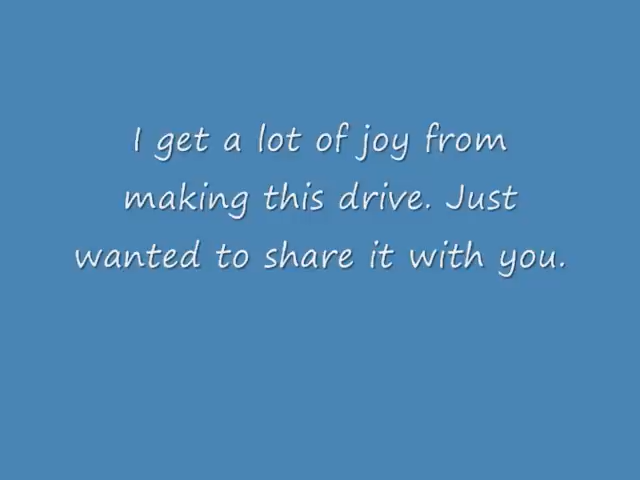 I get a lot of joy from
making this drive. Just
wanted to share it with you.